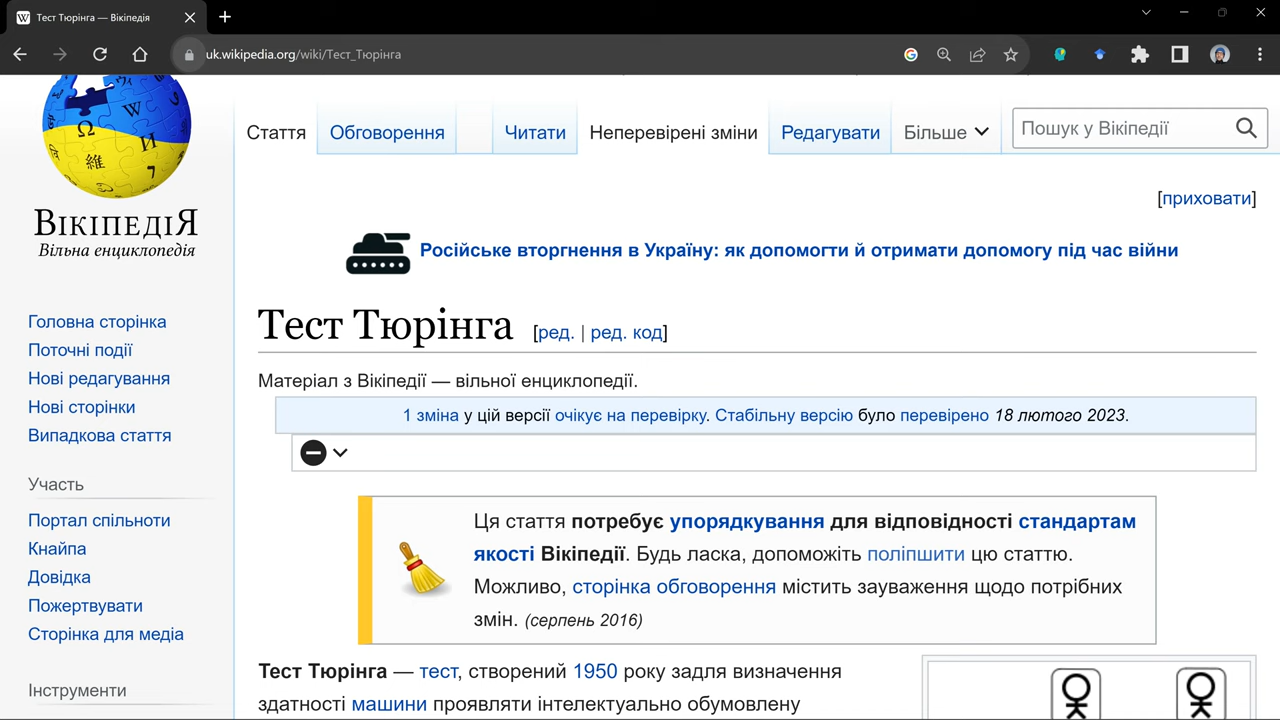 Тест Тюрінга — Вікіпедія
uk.wikipedia.org/wiki/Тест_Тюрінга
Стаття
Обговорення
Читати
Неперевірені зміни
Редагувати
Більше
Пошук у Вікіпедії
ВІКІПЕДІЯ
Вільна енциклопедія
[приховати]
Російське вторгнення в Україну: як допомогти й отримати допомогу під час війни
Головна сторінка
Поточні події
Нові редагування
Нові сторінки
Випадкова стаття
Участь
Портал спільноти
Кнайпа
Довідка
Пожертвувати
Сторінка для медіа
Інструменти
Тест Тюрінга [ред. | ред. код]
Матеріал з Вікіпедії — вільної енциклопедії.
1 зміна у цій версії очікує на перевірку. Стабільну версію було перевірено 18 лютого 2023.
Ця стаття потребує упорядкування для відповідності стандартам
якості Вікіпедії. Будь ласка, допоможіть поліпшити цю статтю.
Можливо, сторінка обговорення містить зауваження щодо потрібних
змін. (серпень 2016)
Тест Тюрінга — тест, створений 1950 року задля визначення
здатності машини проявляти інтелектуально обумовлену